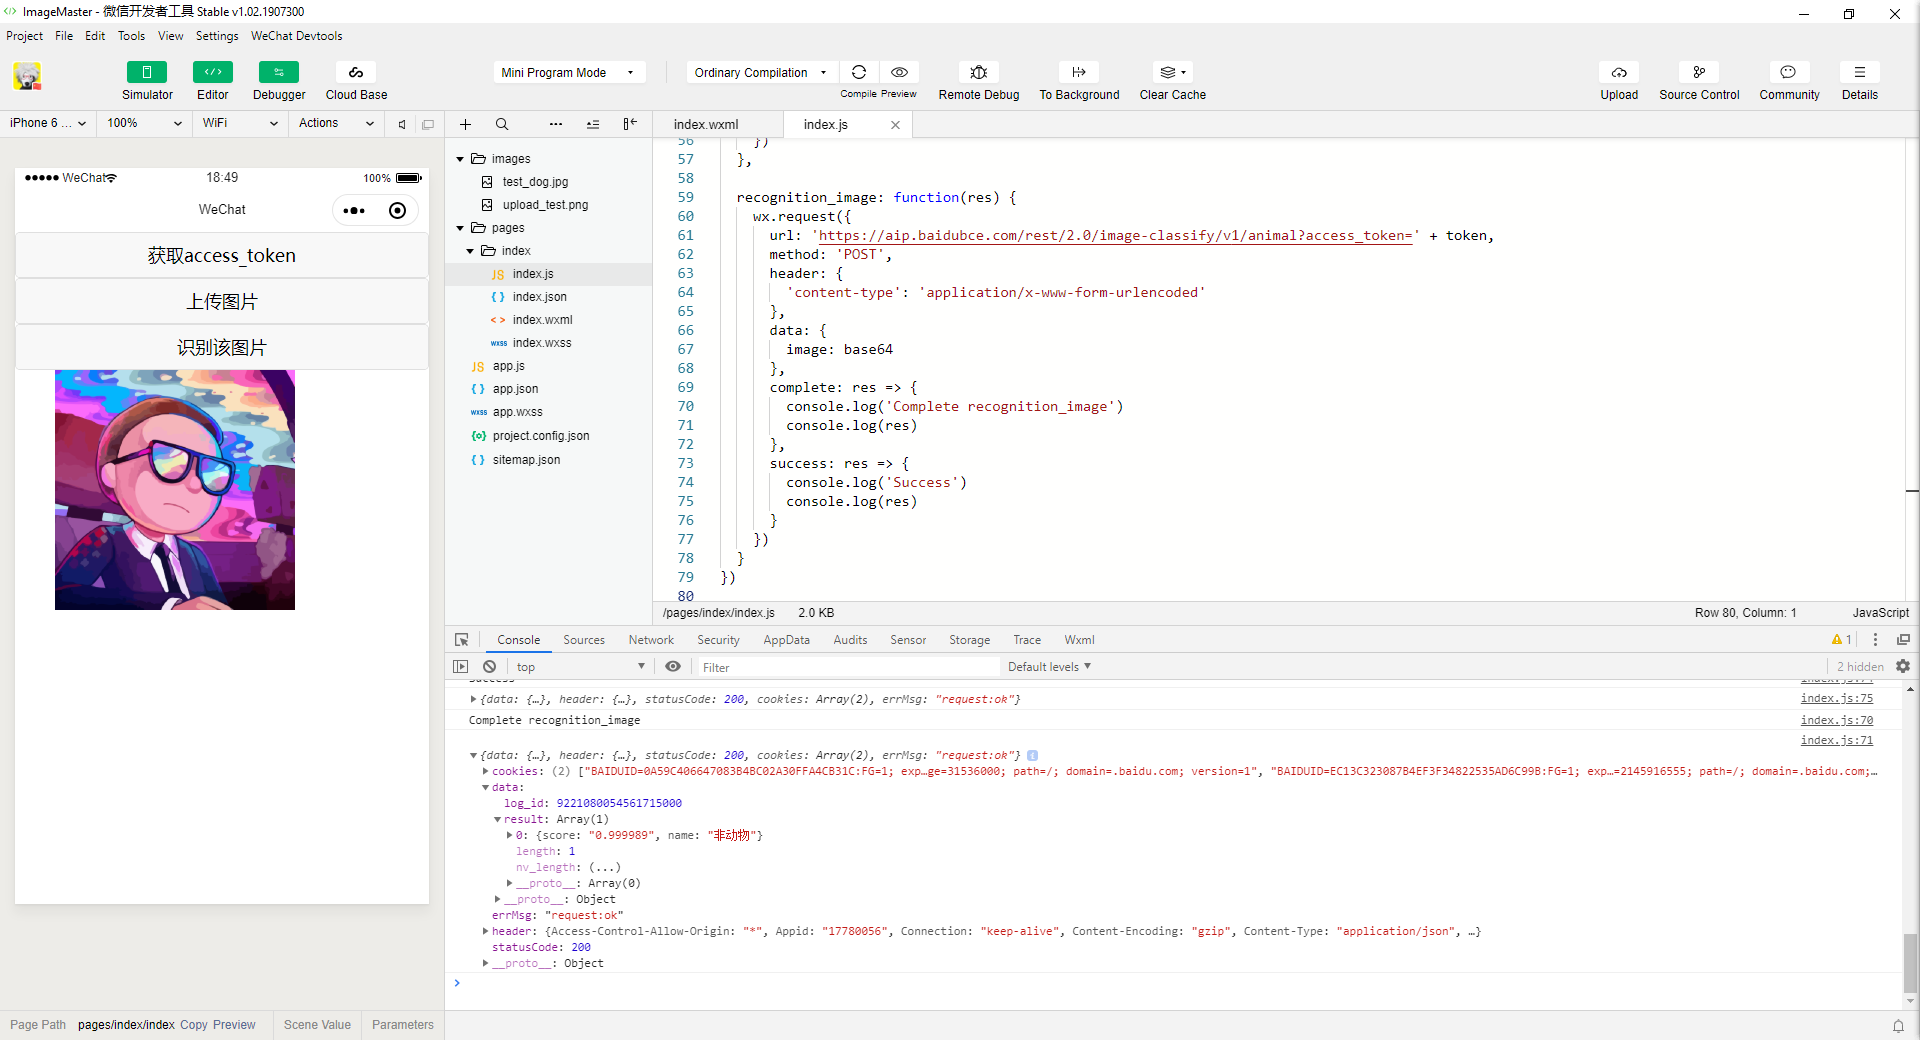 ImageMaster - 微信开发者工具 Stable v1.02.1907300
Project File Edit Tools View Settings WeChat Devtools
Simulator Editor Debugger Cloud Base
Mini Program Mode
Ordinary Compilation
Compile Preview
Remote Debug To Background Clear Cache
Upload Source Control Community Details
iPhone 6 ... 100% WiFi Actions
WeChat 18:49 100%
WeChat
获取access_token
上传图片
识别该图片
images
test_dog.jpg
upload_test.png
pages
index
JS index.js
{ } index.json
< > index.wxml
wxss index.wxss
JS app.js
{ } app.json
wxss app.wxss
{o} project.config.json
{ } sitemap.json
index.wxml index.js
56 })
57 },
58
59 recognition_image: function(res) {
60 wx.request({
61 url: 'https://aip.baidubce.com/rest/2.0/image-classify/v1/animal?access_token=' + token,
62 method: 'POST',
63 header: {
64 'content-type': 'application/x-www-form-urlencoded'
65 },
66 data: {
67 image: base64
68 },
69 complete: res => {
70 console.log('Complete recognition_image')
71 console.log(res)
72 },
73 success: res => {
74 console.log('Success')
75 console.log(res)
76 }
77 })
78 }
79 })
80
/pages/index/index.js 2.0 KB Row 80, Column: 1 JavaScript
Console Sources Network Security AppData Audits Sensor Storage Trace Wxml 1
top Filter Default levels 2 hidden
Success index.js:74
{data: {…}, header: {…}, statusCode: 200, cookies: Array(2), errMsg: "request:ok"} index.js:75
Complete recognition_image index.js:70
index.js:71
{data: {…}, header: {…}, statusCode: 200, cookies: Array(2), errMsg: "request:ok"}
cookies: (2) ["BAIDUID=0A59C406647083B4BC02A30FFA4CB31C:FG=1; exp…ge=31536000; path=/; domain=.baidu.com; version=1", "BAIDUID=EC13C323087B4EF3F34822535AD6C99B:FG=1; exp…=2145916555; path=/; domain=.baidu.com;…
data:
log_id: 9221080054561715000
result: Array(1)
0: {score: "0.999989", name: "非动物"}
length: 1
nv_length: (...)
__proto__: Array(0)
__proto__: Object
errMsg: "request:ok"
header: {Access-Control-Allow-Origin: "*", Appid: "17780056", Connection: "keep-alive", Content-Encoding: "gzip", Content-Type: "application/json", …}
statusCode: 200
__proto__: Object
Page Path pages/index/index Copy Preview Scene Value Parameters